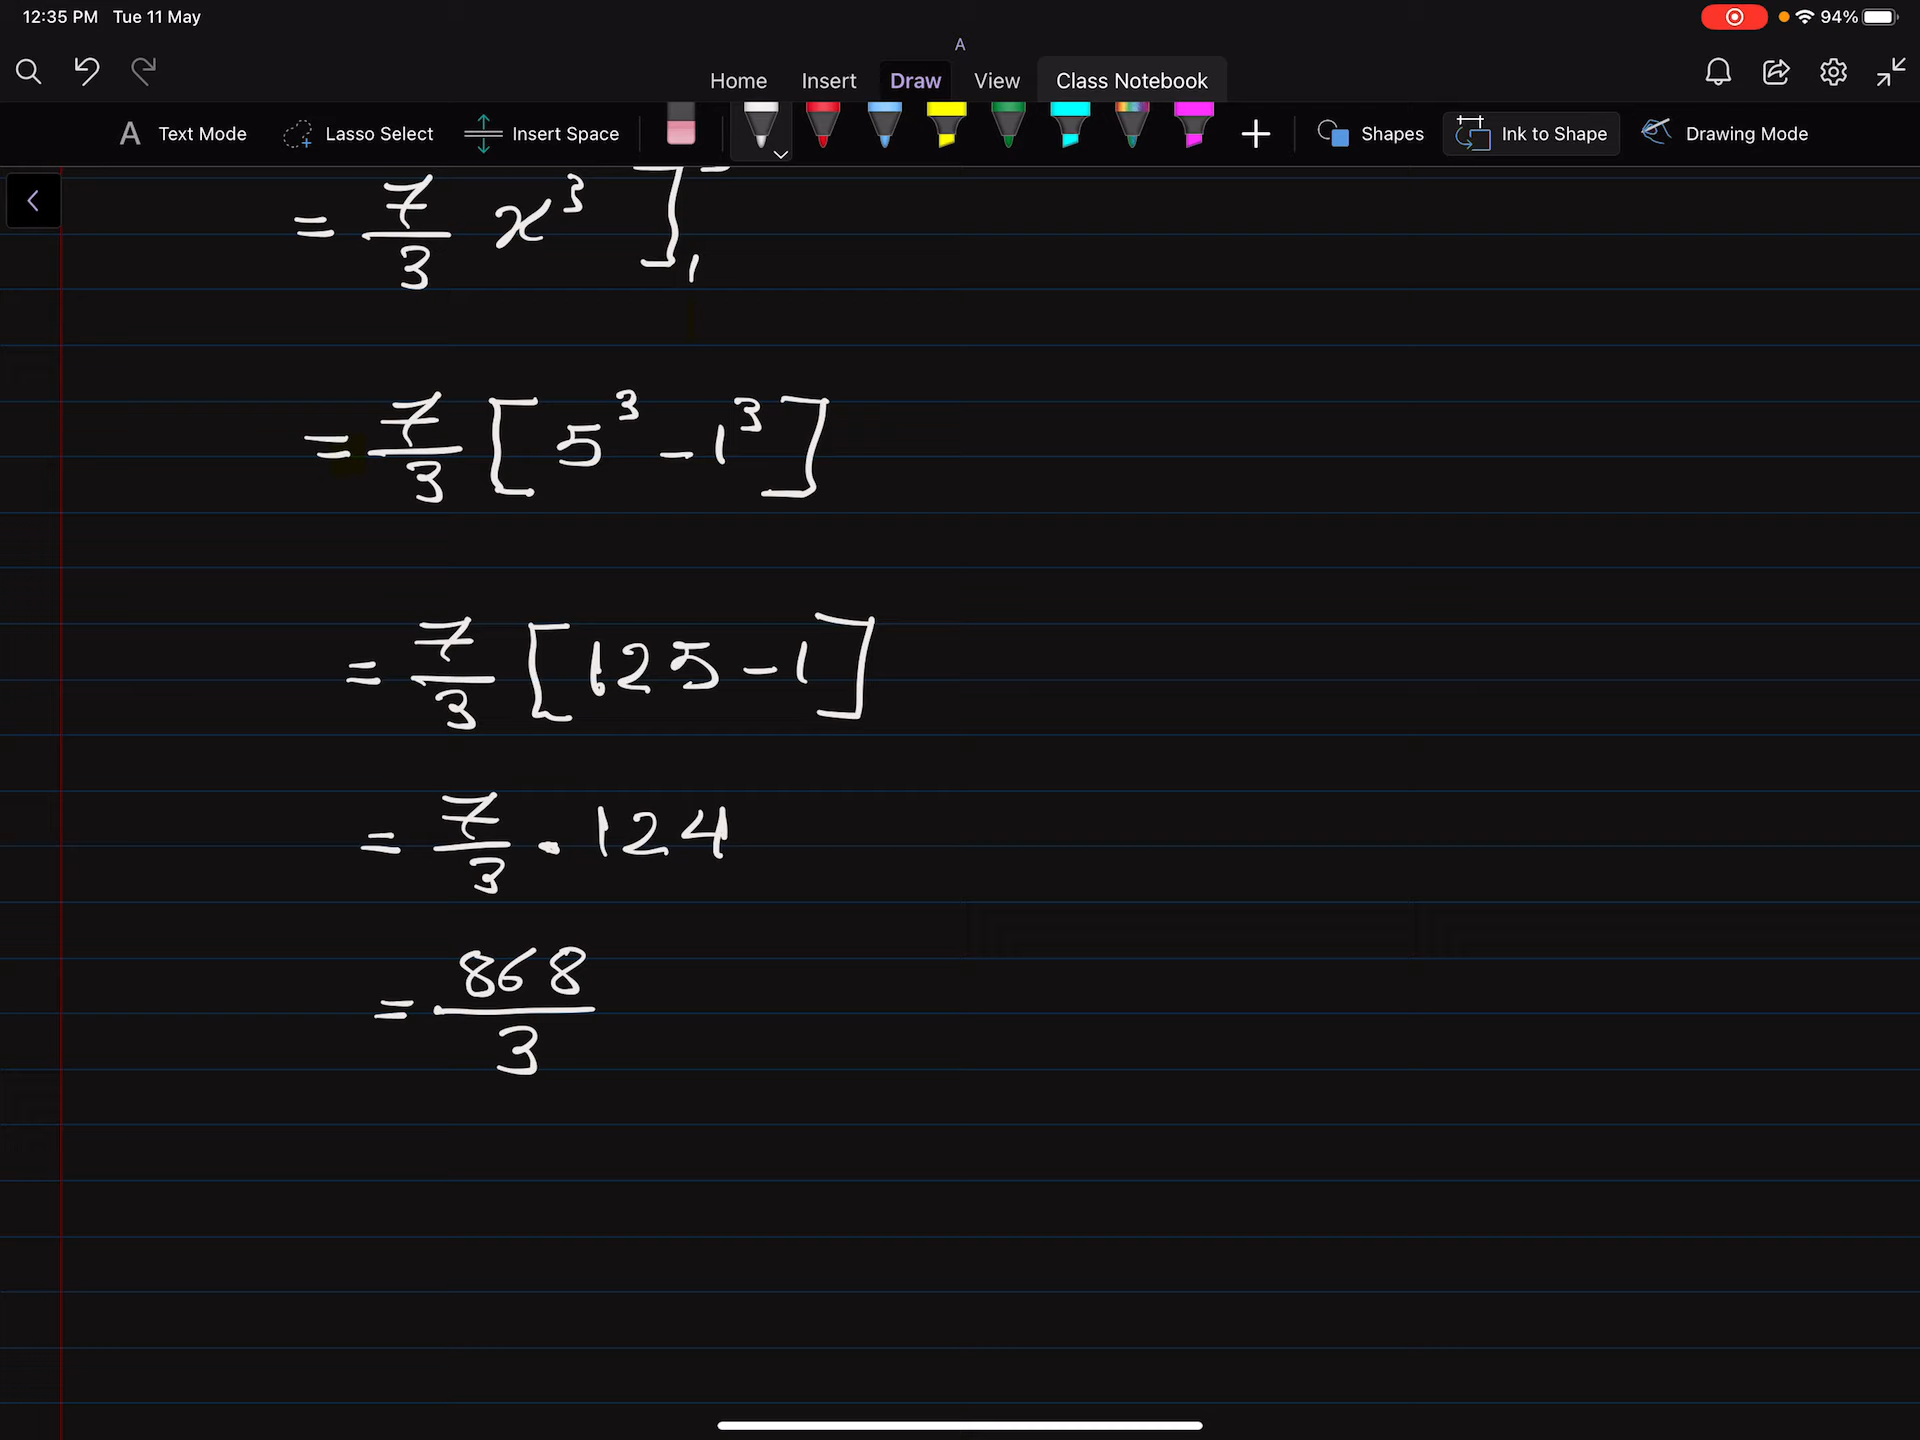 12:35 PM Tue 11 May 94%
A
Home Insert Draw View Class Notebook
A Text Mode Lasso Select Insert Space Shapes Ink to Shape Drawing Mode
= 7/3 x³ ]₁
= 7/3 [ 5³ - 1³ ]
= 7/3 [ 125 - 1 ]
= 7/3 . 124
= 868/3